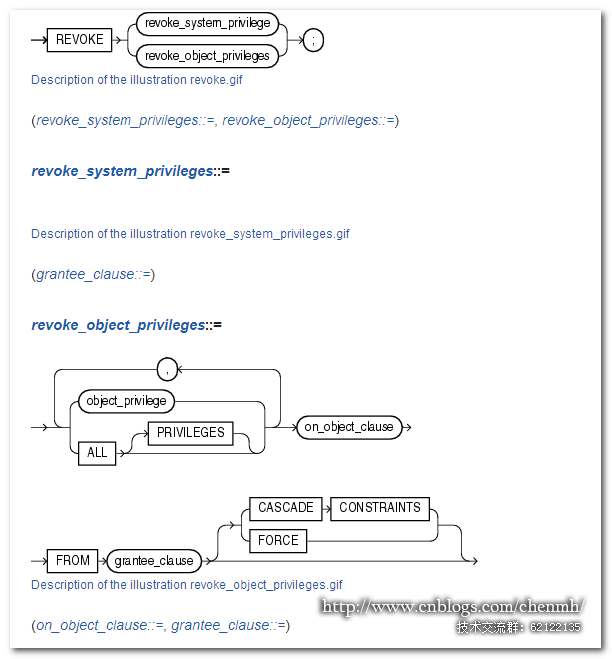 revoke_system_privilege
REVOKE ;
revoke_object_privileges
Description of the illustration revoke.gif
(revoke_system_privileges::=, revoke_object_privileges::=)
revoke_system_privileges::=
Description of the illustration revoke_system_privileges.gif
(grantee_clause::=)
revoke_object_privileges::=
,
object_privilege
PRIVILEGES on_object_clause
ALL
CASCADE CONSTRAINTS
FORCE
FROM grantee_clause
Description of the illustration revoke_object_privileges.gif
http://www.cnblogs.com/chenmh/
(on_object_clause::=, grantee_clause::=)
技术交流群：62122135